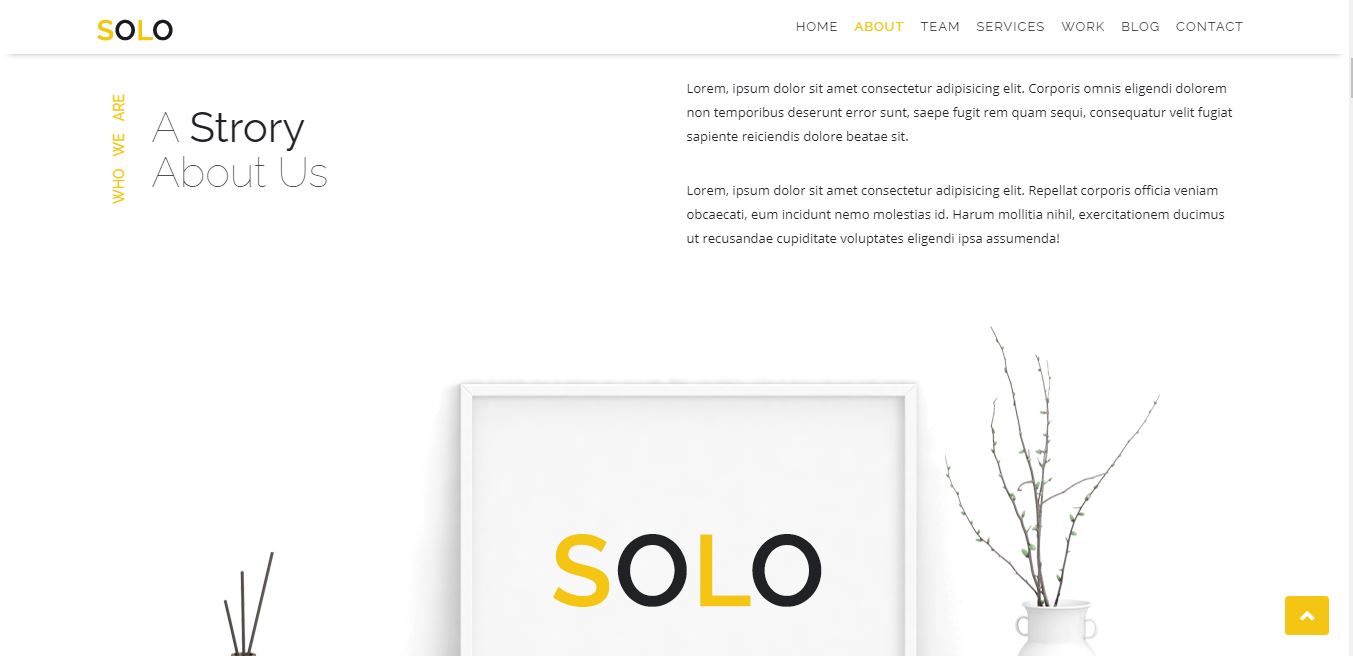 SOLO
HOME ABOUT TEAM SERVICES WORK BLOG CONTACT
WHO WE ARE
A Strory
About Us
Lorem, ipsum dolor sit amet consectetur adipisicing elit. Corporis omnis eligendi dolorem
non temporibus deserunt error sunt, saepe fugit rem quam sequi, consequatur velit fugiat
sapiente reiciendis dolore beatae sit.
Lorem, ipsum dolor sit amet consectetur adipisicing elit. Repellat corporis officia veniam
obcaecati, eum incidunt nemo molestias id. Harum mollitia nihil, exercitationem ducimus
ut recusandae cupiditate voluptates eligendi ipsa assumenda!
SOLO